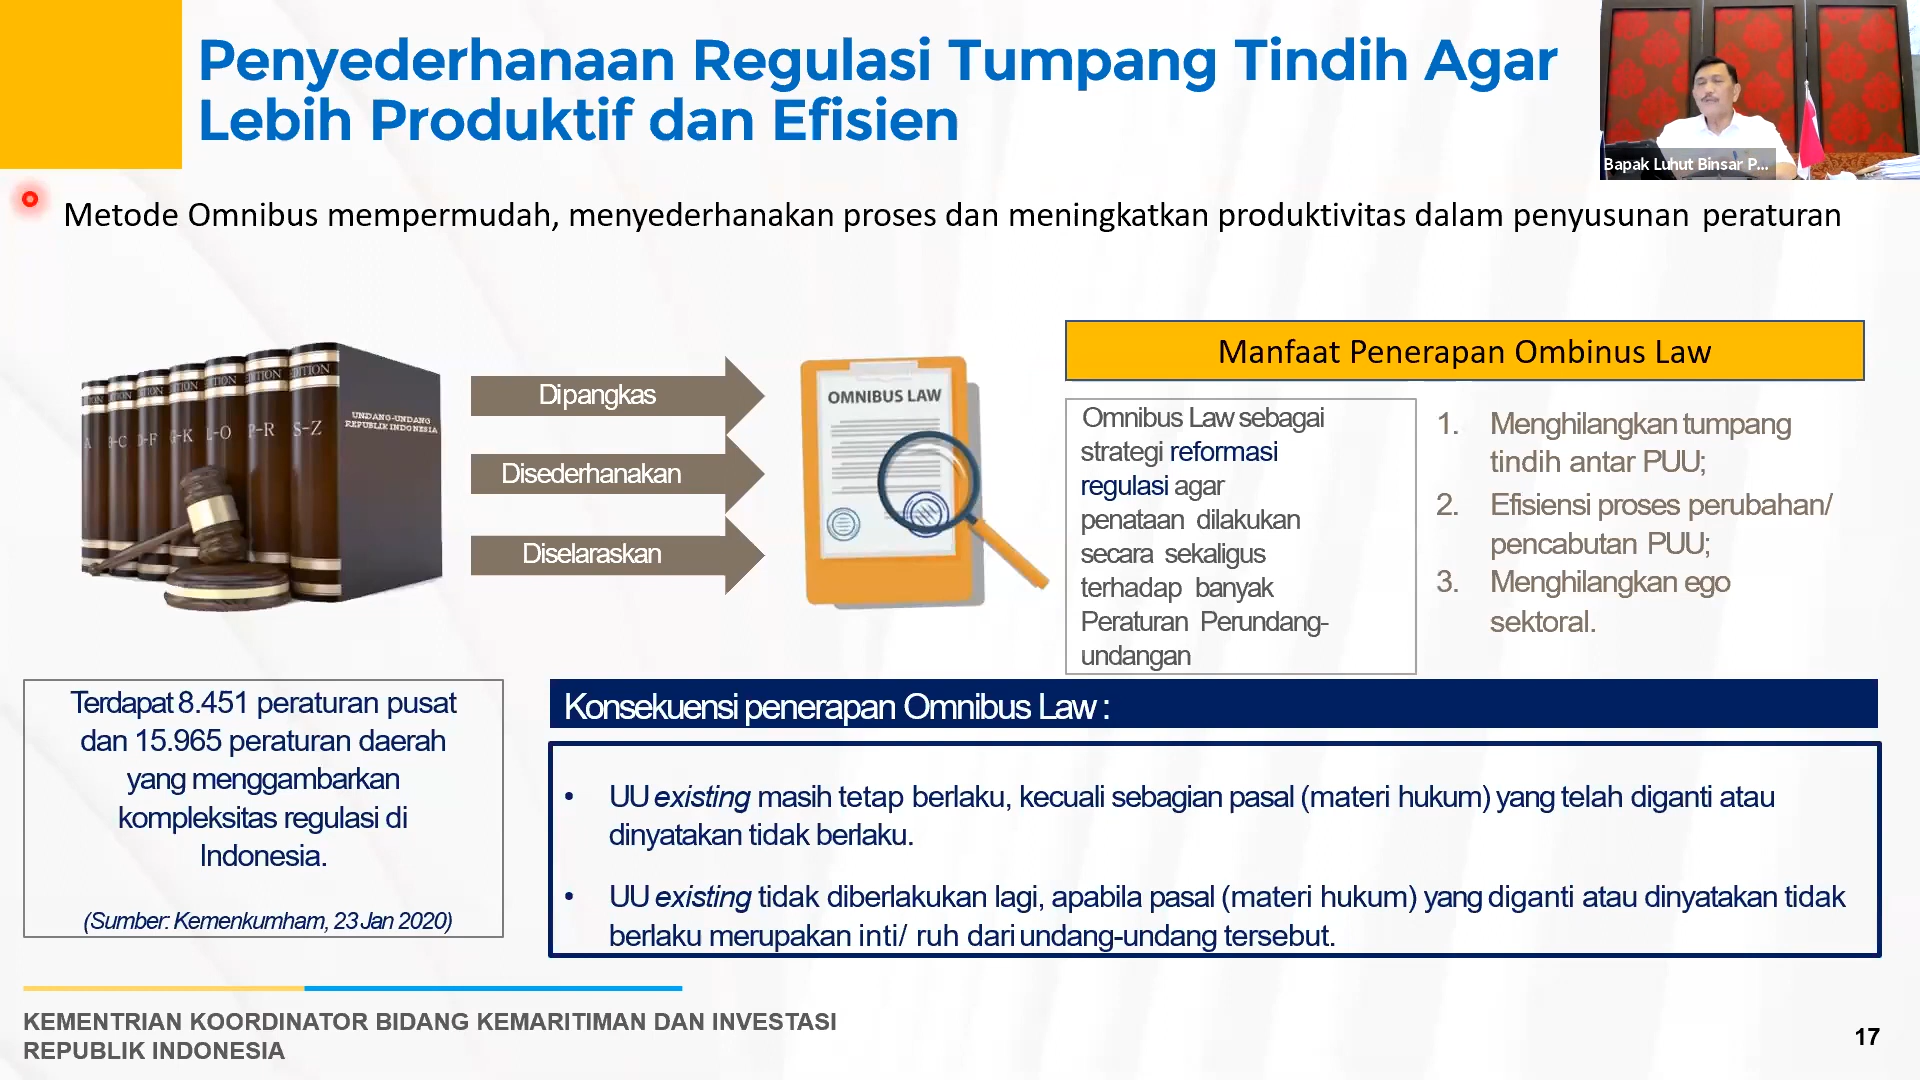 Penyederhanaan Regulasi Tumpang Tindih Agar
Lebih Produktif dan Efisien
Bapak Luhut Binsar P...
Metode Omnibus mempermudah, menyederhanakan proses dan meningkatkan produktivitas dalam penyusunan peraturan
UNDANG-UNDANG
REPUBLIK INDONESIA
A B-C D-F G-K L-O P-R S-Z
Dipangkas
Disederhanakan
Diselaraskan
OMNIBUS LAW
Manfaat Penerapan Ombinus Law
Omnibus Law sebagai
strategi reformasi
regulasi agar
penataan dilakukan
secara sekaligus
terhadap banyak
Peraturan Perundang-
undangan
1. Menghilangkan tumpang
tindih antar PUU;
2. Efisiensi proses perubahan/
pencabutan PUU;
3. Menghilangkan ego
sektoral.
Terdapat 8.451 peraturan pusat
dan 15.965 peraturan daerah
yang menggambarkan
kompleksitas regulasi di
Indonesia.
(Sumber: Kemenkumham, 23 Jan 2020)
Konsekuensi penerapan Omnibus Law :
• UU existing masih tetap berlaku, kecuali sebagian pasal (materi hukum) yang telah diganti atau
dinyatakan tidak berlaku.
• UU existing tidak diberlakukan lagi, apabila pasal (materi hukum) yang diganti atau dinyatakan tidak
berlaku merupakan inti/ ruh dari undang-undang tersebut.
KEMENTRIAN KOORDINATOR BIDANG KEMARITIMAN DAN INVESTASI
REPUBLIK INDONESIA
17